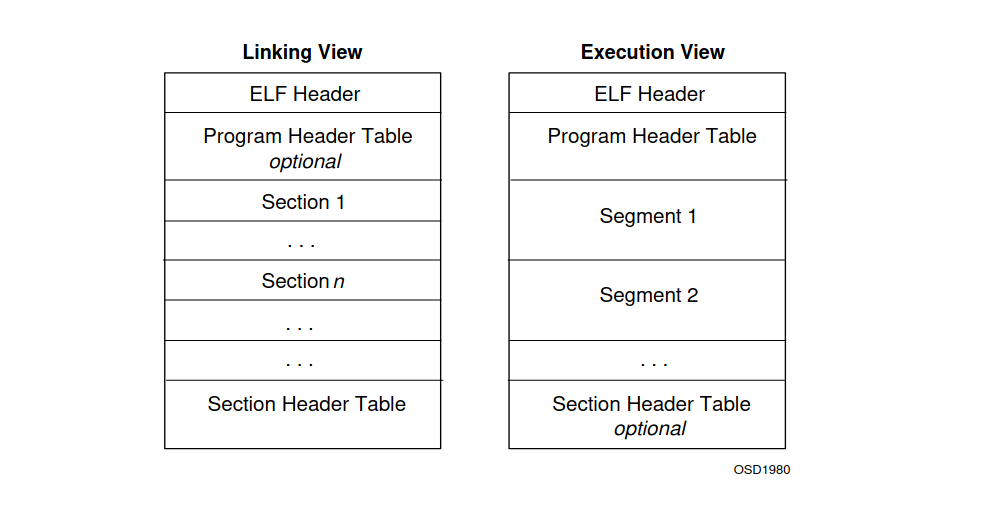 Linking View
ELF Header
Program Header Table
optional
Section 1
. . .
Section n
. . .
. . .
Section Header Table
Execution View
ELF Header
Program Header Table
Segment 1
Segment 2
. . .
Section Header Table
optional
OSD1980